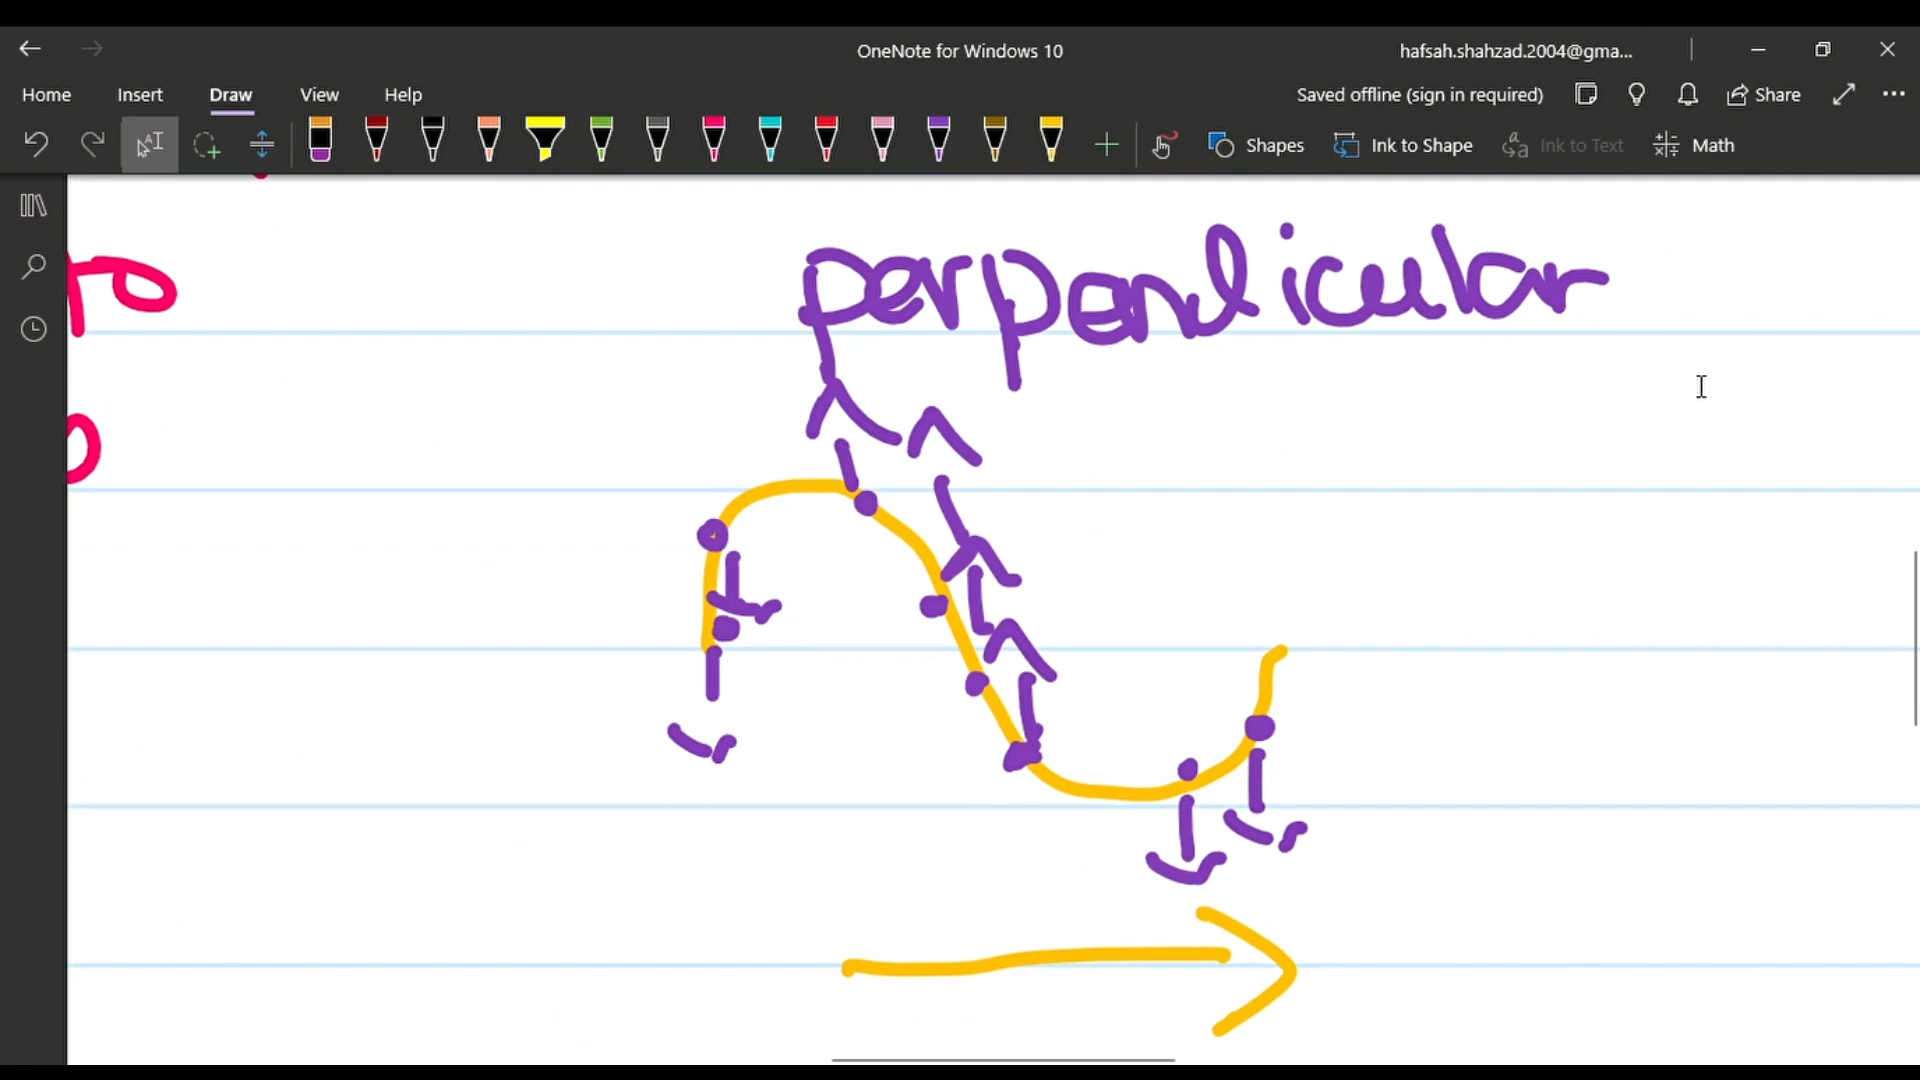 OneNote for Windows 10
hafsah.shahzad.2004@gma...
Home Insert Draw View Help
Saved offline (sign in required)
Share
Shapes
Ink to Shape
Ink to Text
Math
perpendicular